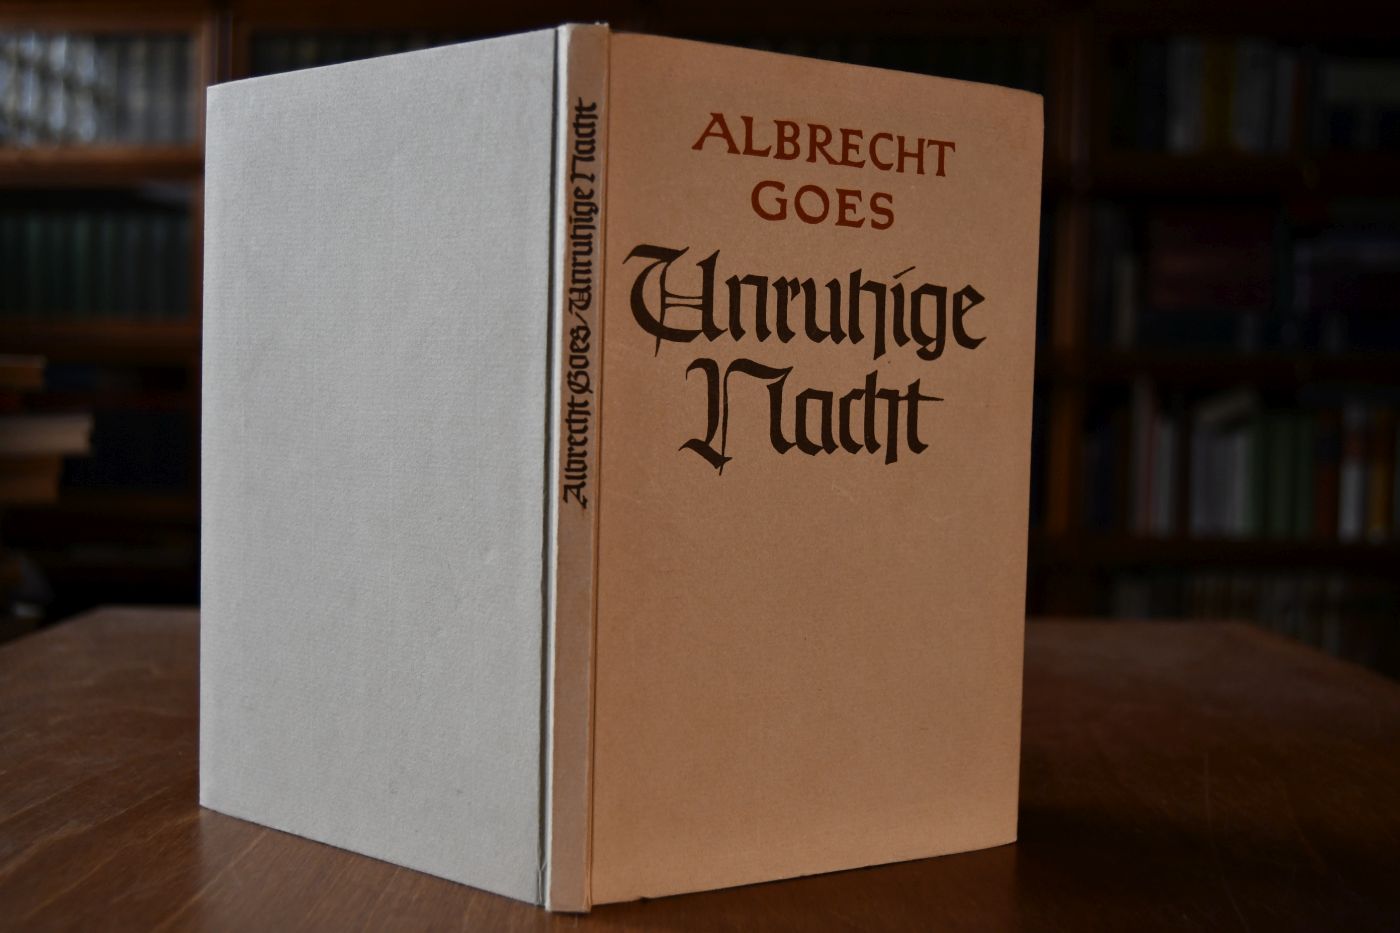 Albrecht Goes / Unruhige Nacht
ALBRECHT
GOES
Unruhige
Nacht